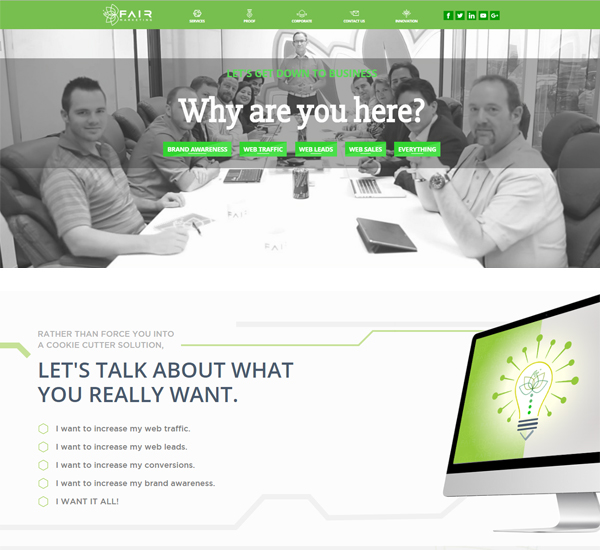 FAIR
MARKETING
SERVICES
PROOF
CORPORATE
CONTACT US
INNOVATION
LET'S GET DOWN TO BUSINESS
Why are you here?
BRAND AWARENESS
WEB TRAFFIC
WEB LEADS
WEB SALES
EVERYTHING
FAIR
RATHER THAN FORCE YOU INTO
A COOKIE CUTTER SOLUTION,
LET'S TALK ABOUT WHAT
YOU REALLY WANT.
I want to increase my web traffic.
I want to increase my web leads.
I want to increase my conversions.
I want to increase my brand awareness.
I WANT IT ALL!